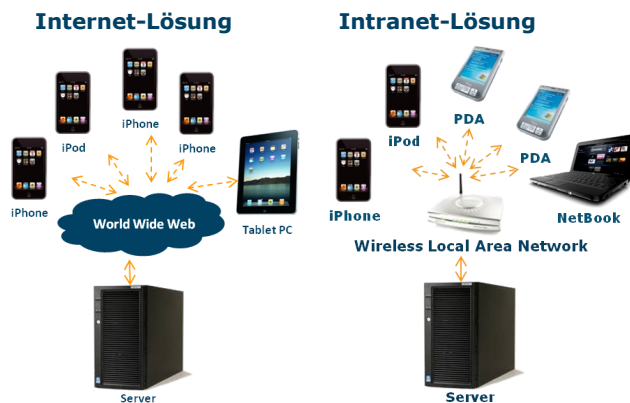 Internet-Lösung
iPhone
iPod
iPhone
iPhone
World Wide Web
Tablet PC
Server
Intranet-Lösung
iPod
PDA
PDA
iPhone
NetBook
Wireless Local Area Network
Server